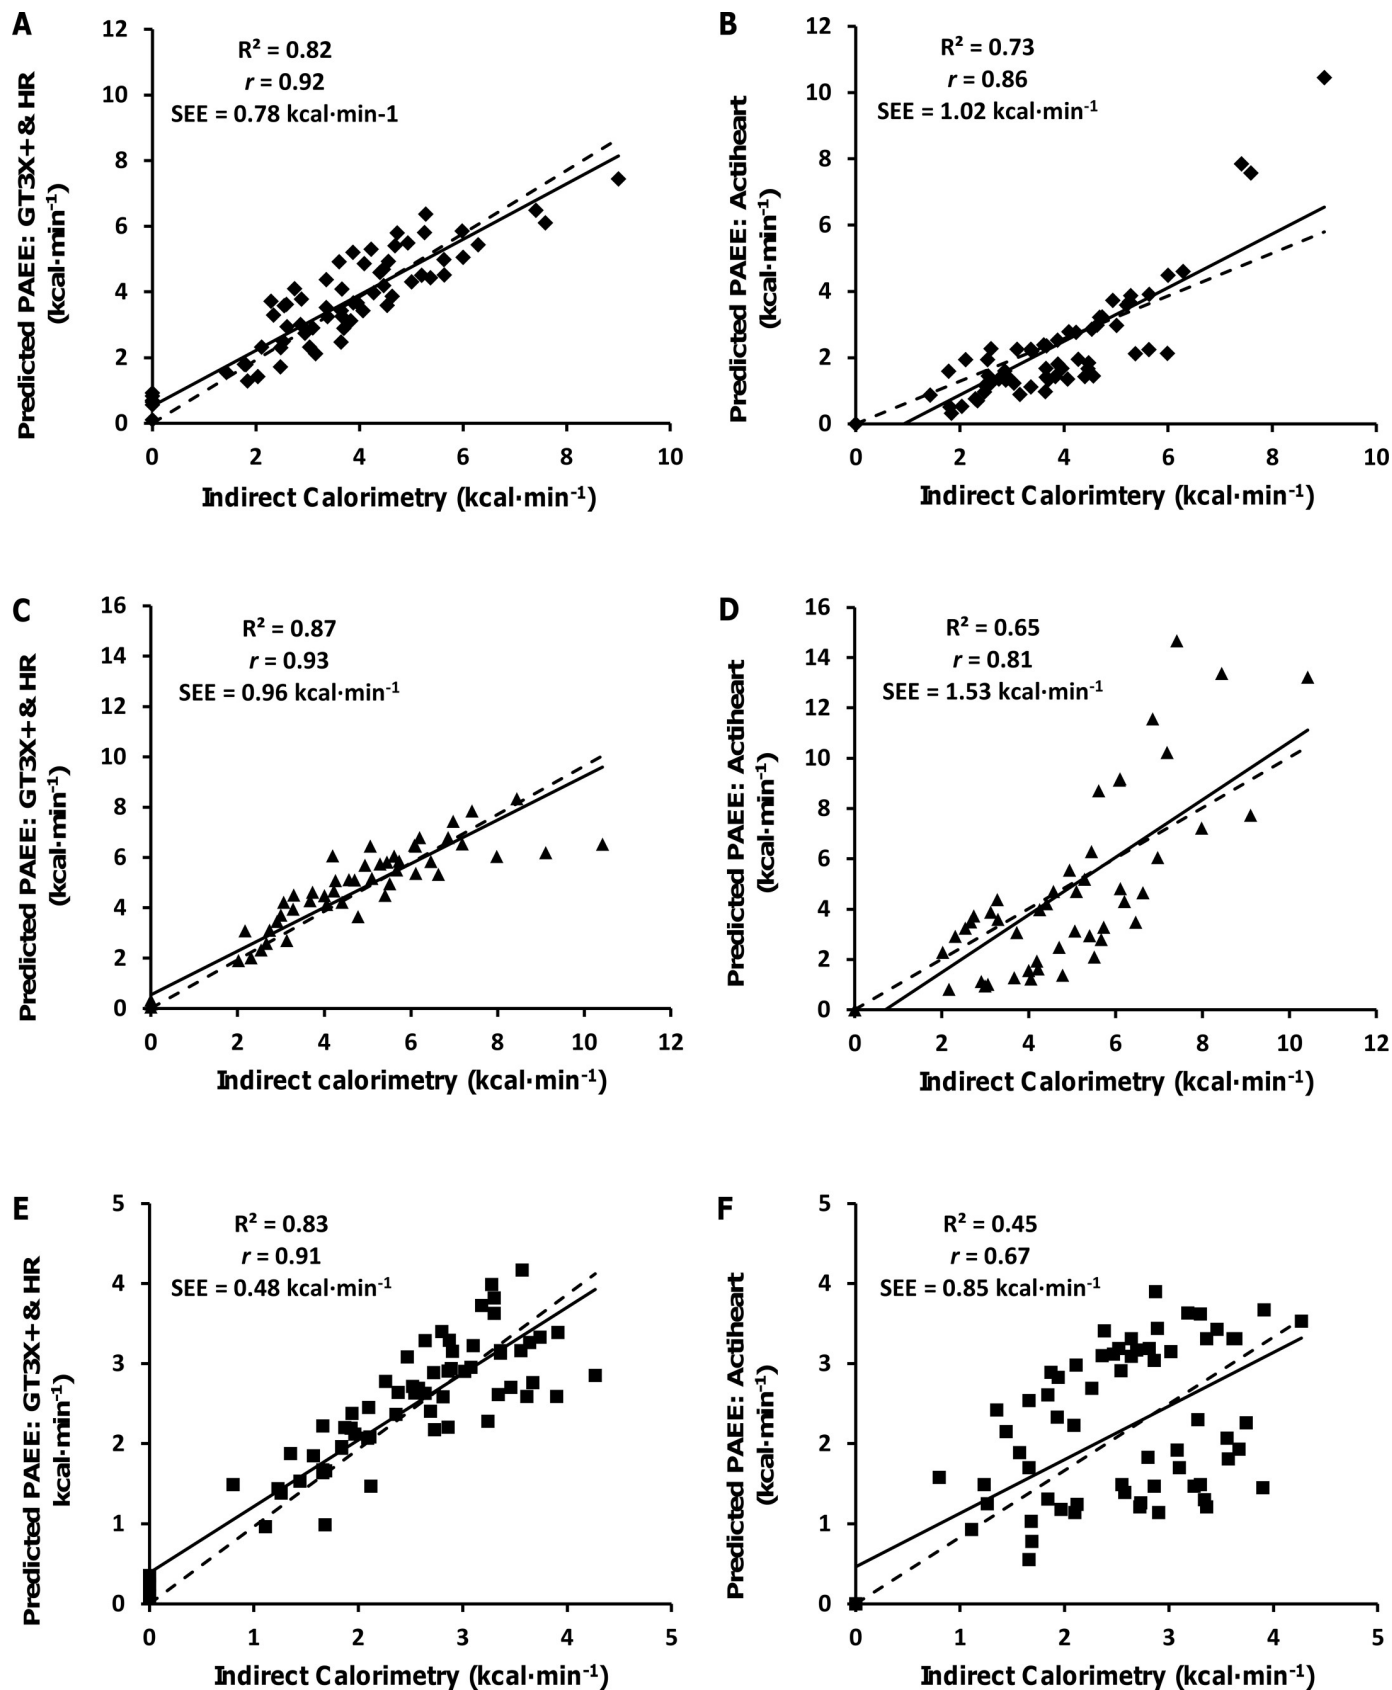 A
R² = 0.82
r = 0.92
SEE = 0.78 kcal·min-1
Predicted PAEE: GT3X+ & HR
(kcal·min⁻¹)
12
10
8
6
4
2
0
0 2 4 6 8 10
Indirect Calorimetry (kcal·min⁻¹)
B
R² = 0.73
r = 0.86
SEE = 1.02 kcal·min⁻¹
Predicted PAEE: Actiheart
(kcal·min⁻¹)
12
10
8
6
4
2
0
0 2 4 6 8 10
Indirect Calorimtery (kcal·min⁻¹)
C
R² = 0.87
r = 0.93
SEE = 0.96 kcal·min⁻¹
Predicted PAEE: GT3X+ & HR
(kcal·min⁻¹)
16
14
12
10
8
6
4
2
0
0 2 4 6 8 10 12
Indirect calorimetry (kcal·min⁻¹)
D
R² = 0.65
r = 0.81
SEE = 1.53 kcal·min⁻¹
Predicted PAEE: Actiheart
(kcal·min⁻¹)
16
14
12
10
8
6
4
2
0
0 2 4 6 8 10 12
Indirect Calorimetry (kcal·min⁻¹)
E
R² = 0.83
r = 0.91
SEE = 0.48 kcal·min⁻¹
Predicted PAEE: GT3X+ & HR
kcal·min⁻¹)
5
4
3
2
1
0
0 1 2 3 4 5
Indirect Calorimetry (kcal·min⁻¹)
F
R² = 0.45
r = 0.67
SEE = 0.85 kcal·min⁻¹
Predicted PAEE: Actiheart
(kcal·min⁻¹)
5
4
3
2
1
0
0 1 2 3 4 5
Indirect Calorimetry (kcal·min⁻¹)